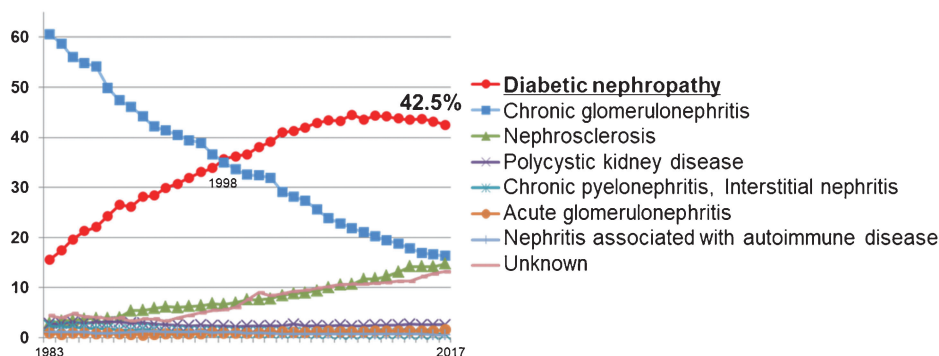 60
50
40
30
20
10
0
1983
2017
1998
42.5%
Diabetic nephropathy
Chronic glomerulonephritis
Nephrosclerosis
Polycystic kidney disease
Chronic pyelonephritis, Interstitial nephritis
Acute glomerulonephritis
Nephritis associated with autoimmune disease
Unknown